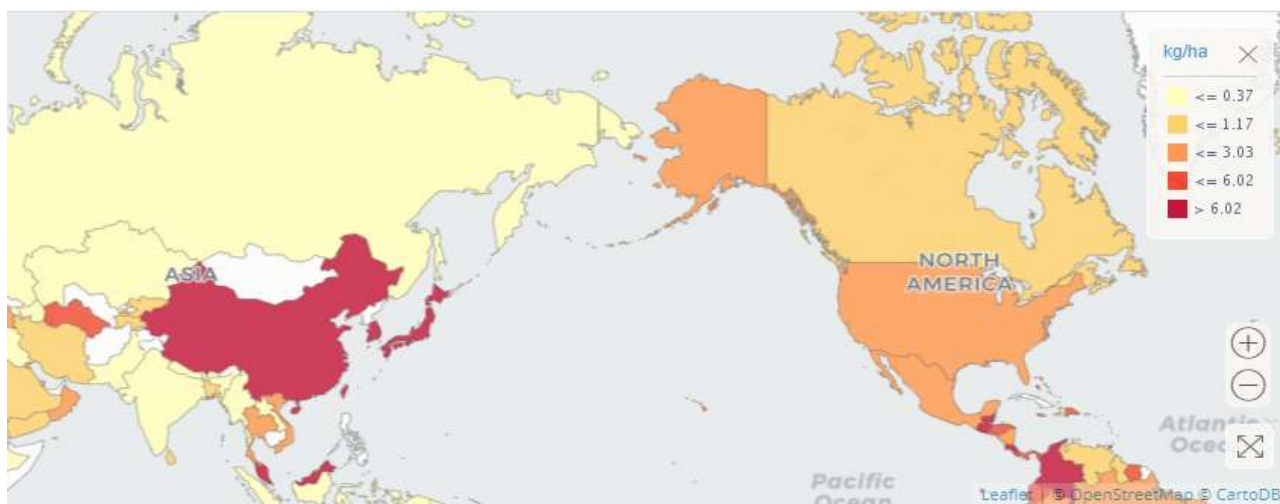 kg/ha
<= 0.37
<= 1.17
<= 3.03
<= 6.02
> 6.02
ASIA
NORTH
AMERICA
Atlantic
Pacific
Ocean
Leaflet | © OpenStreetMap © CartoDB